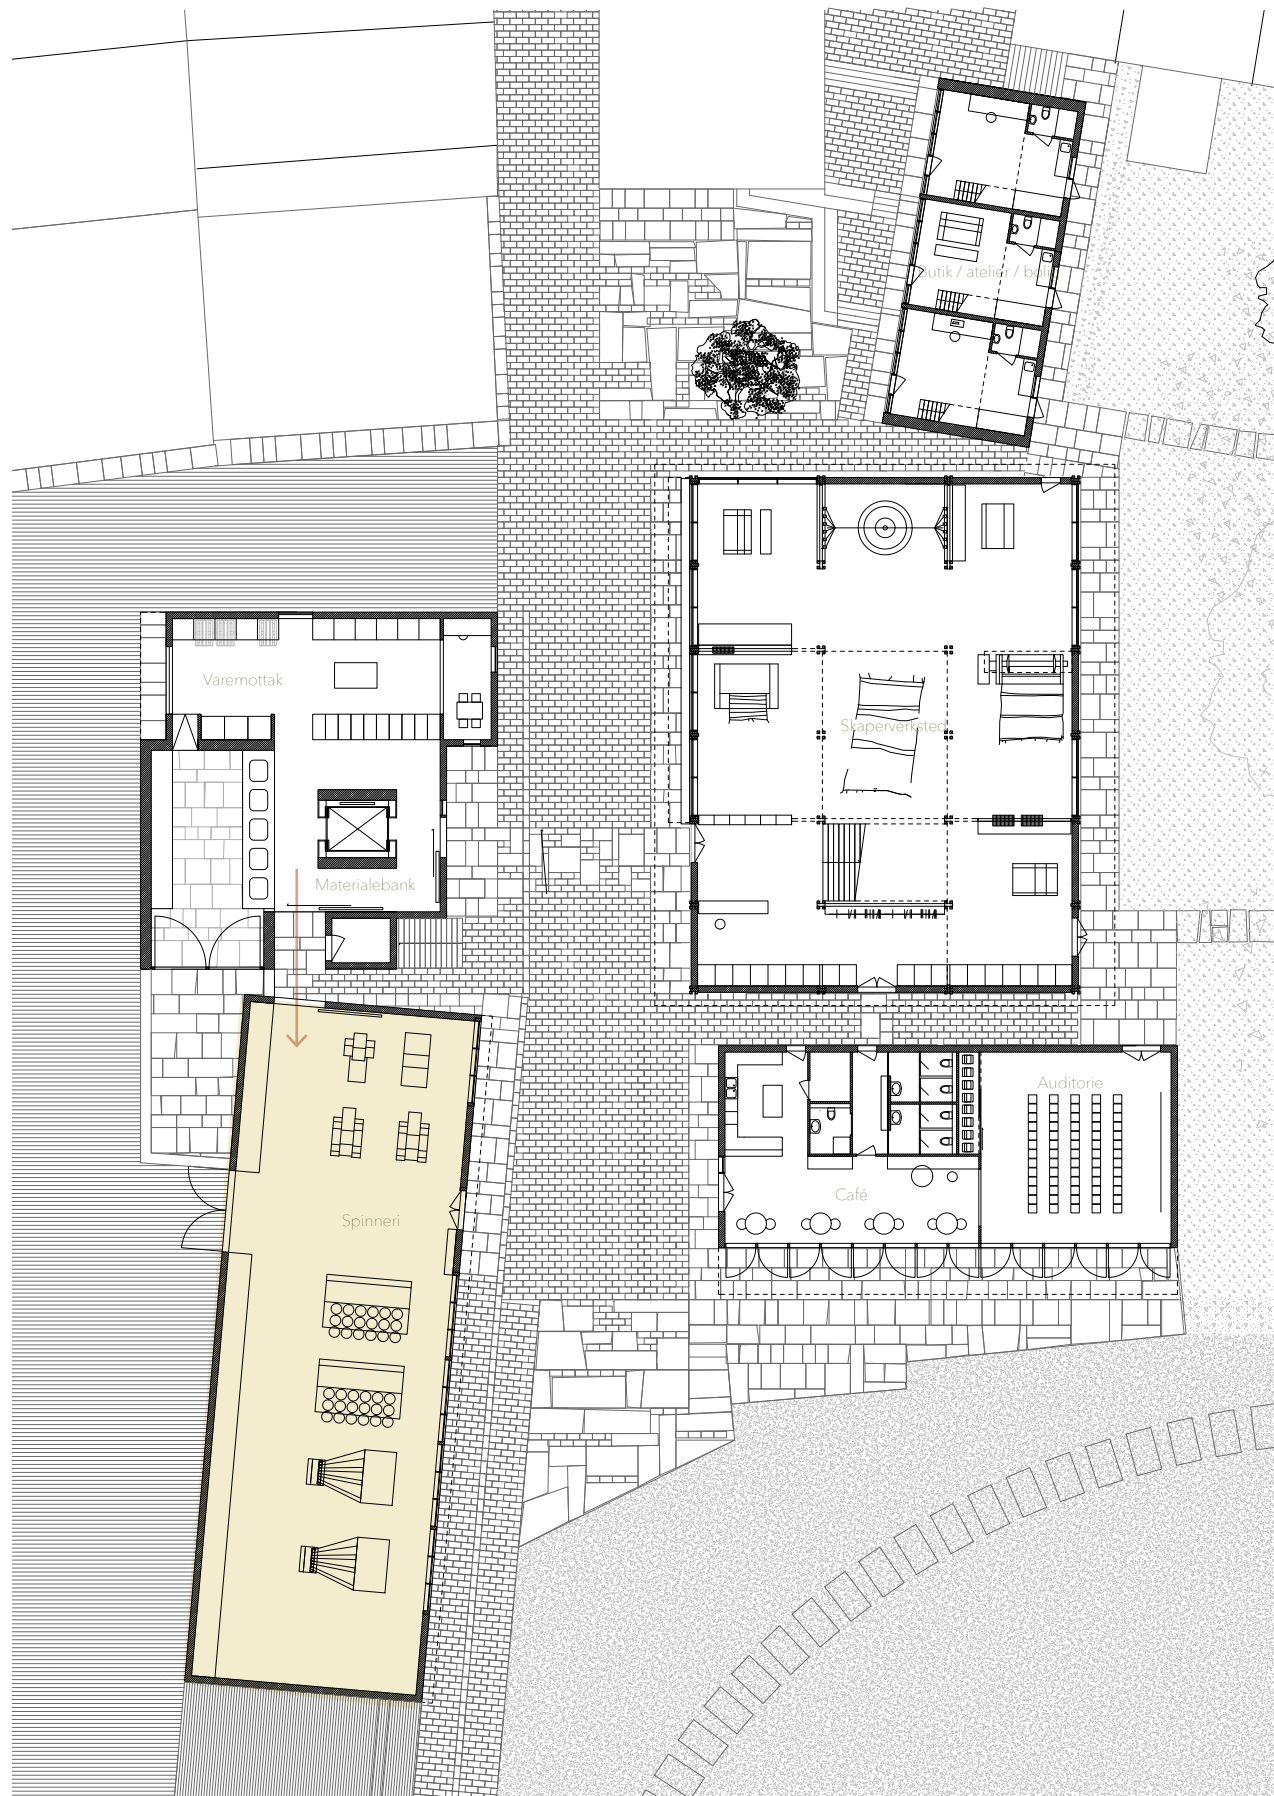 Butik / atelier / bolig
Varemottak
Skaperverksted
Materialebank
Auditorie
Café
Spinneri